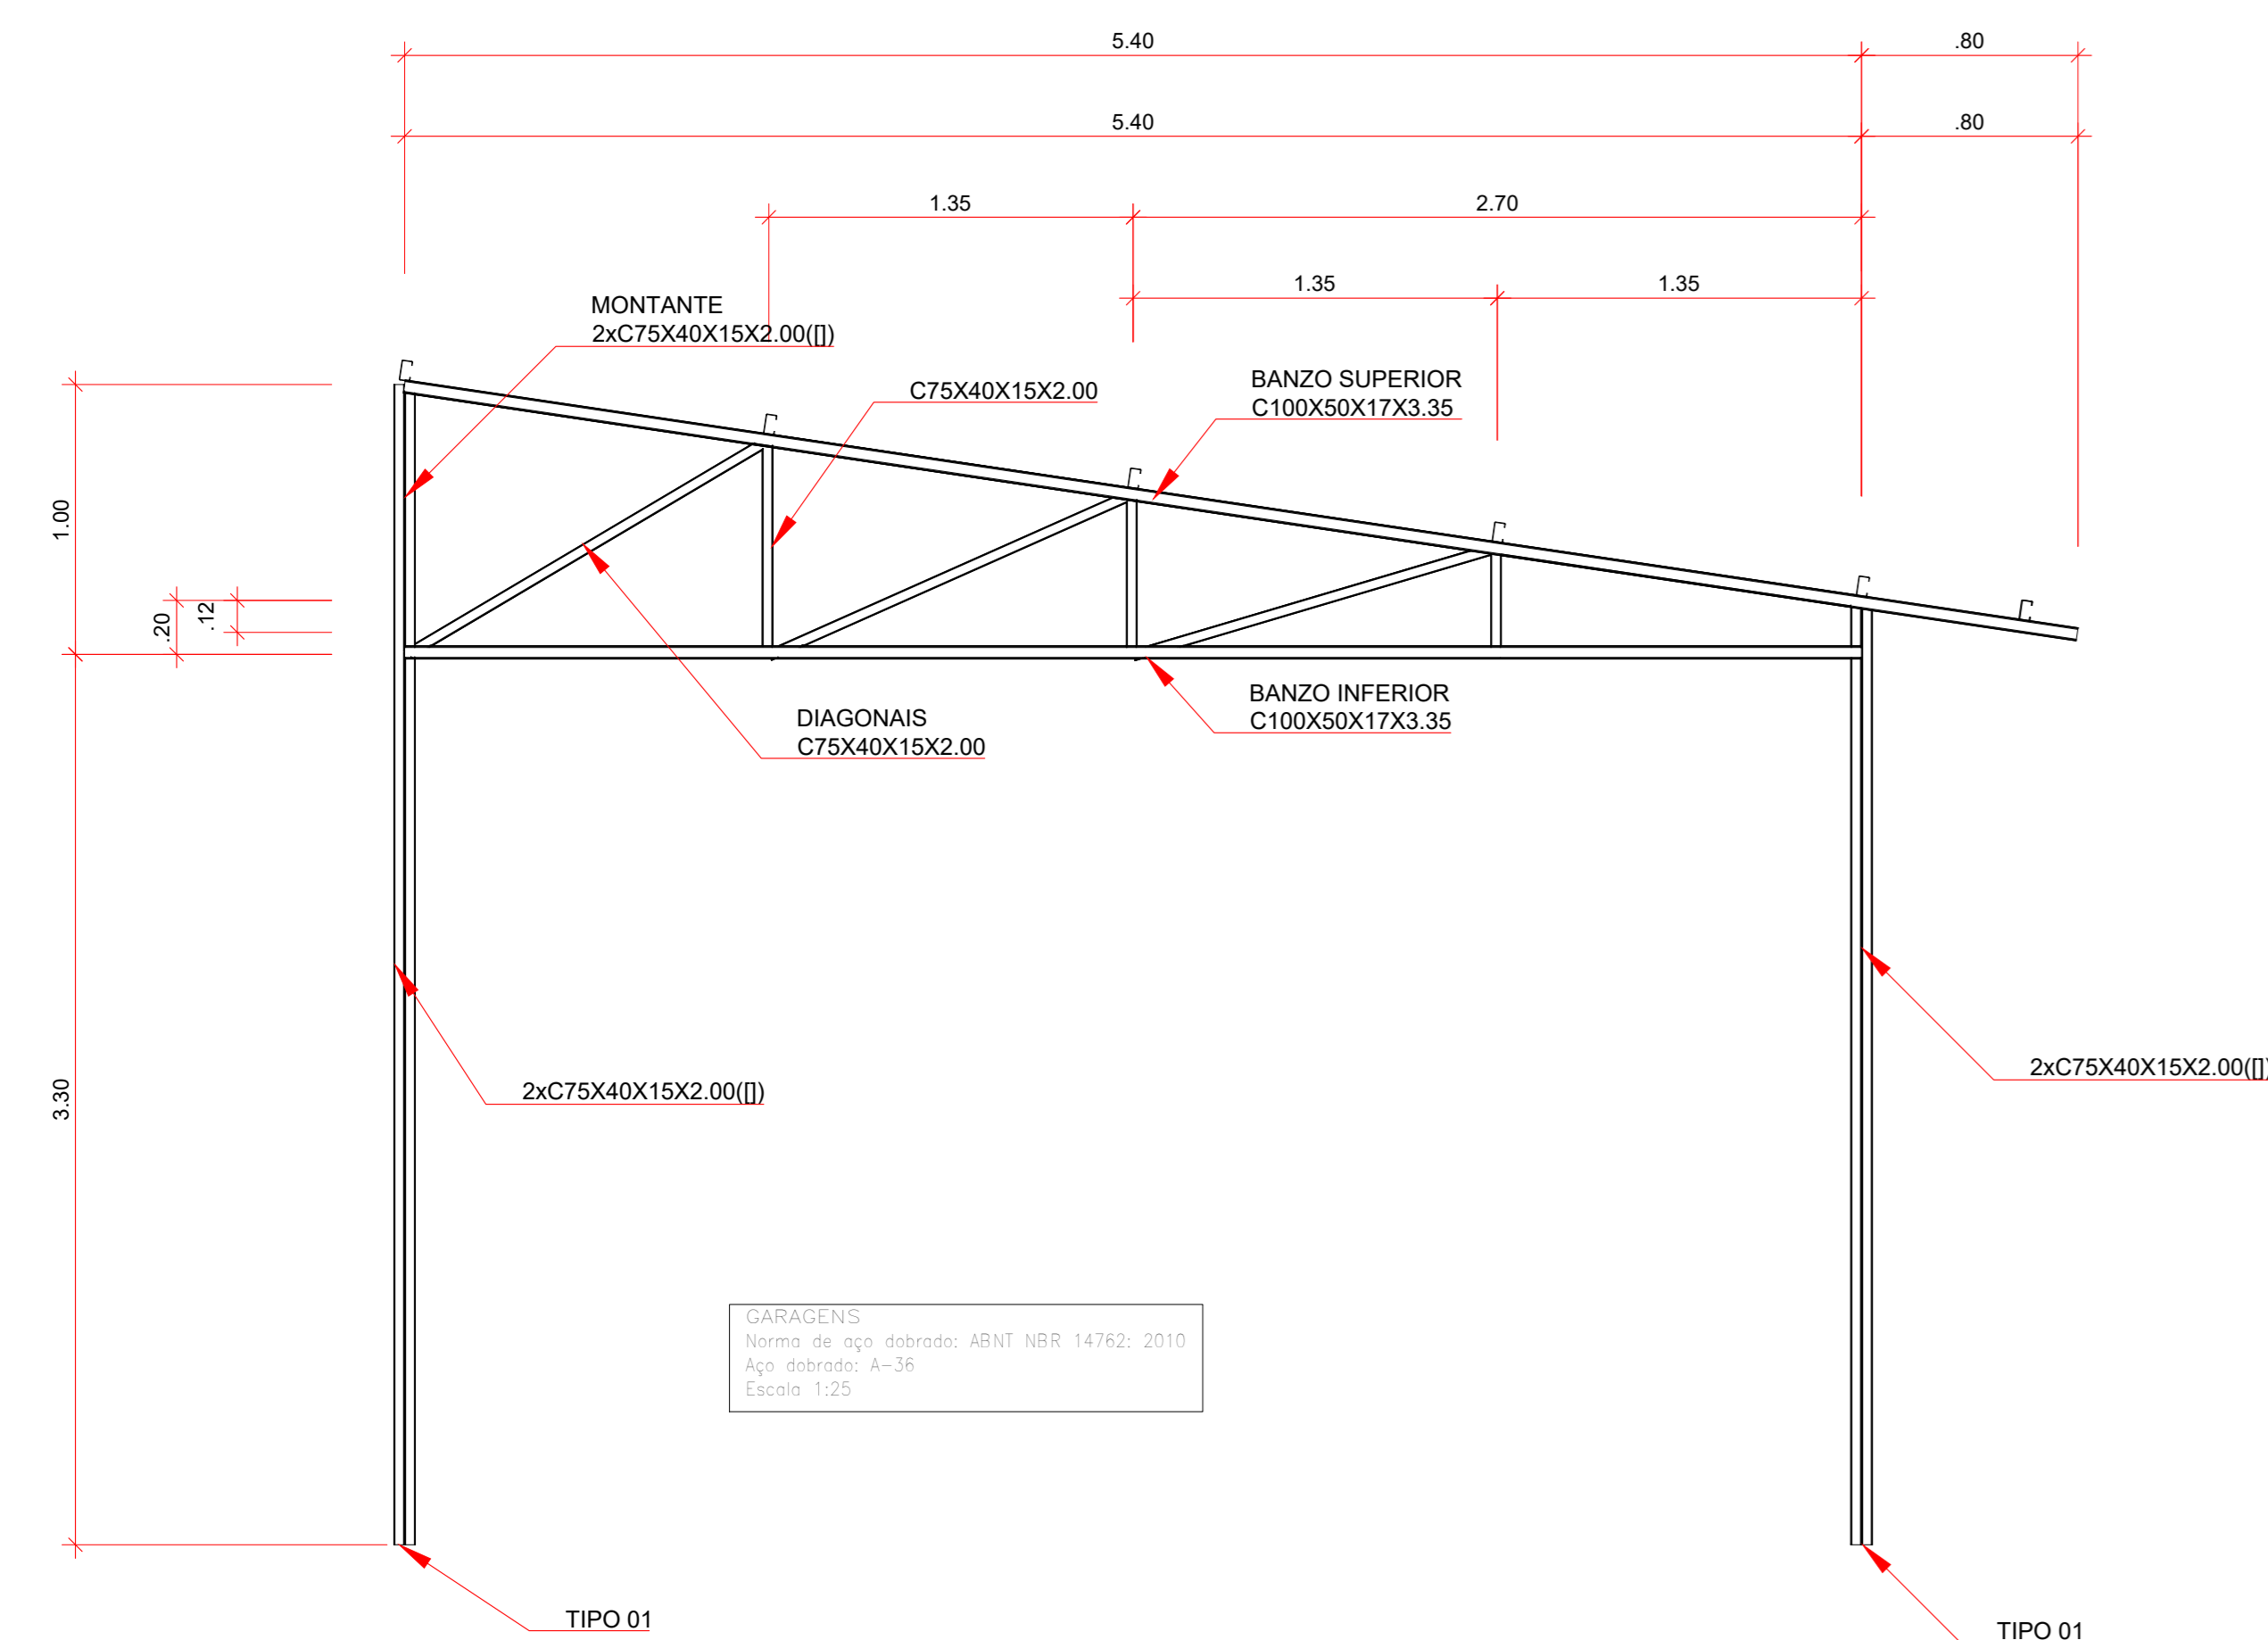 5.40
.80
5.40
.80
1.35
2.70
1.35
1.35
MONTANTE
2xC75X40X15X2.00([])
C75X40X15X2.00
BANZO SUPERIOR
C100X50X17X3.35
1.00
.20
.12
DIAGONAIS
C75X40X15X2.00
BANZO INFERIOR
C100X50X17X3.35
3.30
2xC75X40X15X2.00([])
2xC75X40X15X2.00([])
GARAGENS
Norma de aço dobrado: ABNT NBR 14762: 2010
Aço dobrado: A-36
Escala 1:25
TIPO 01
TIPO 01